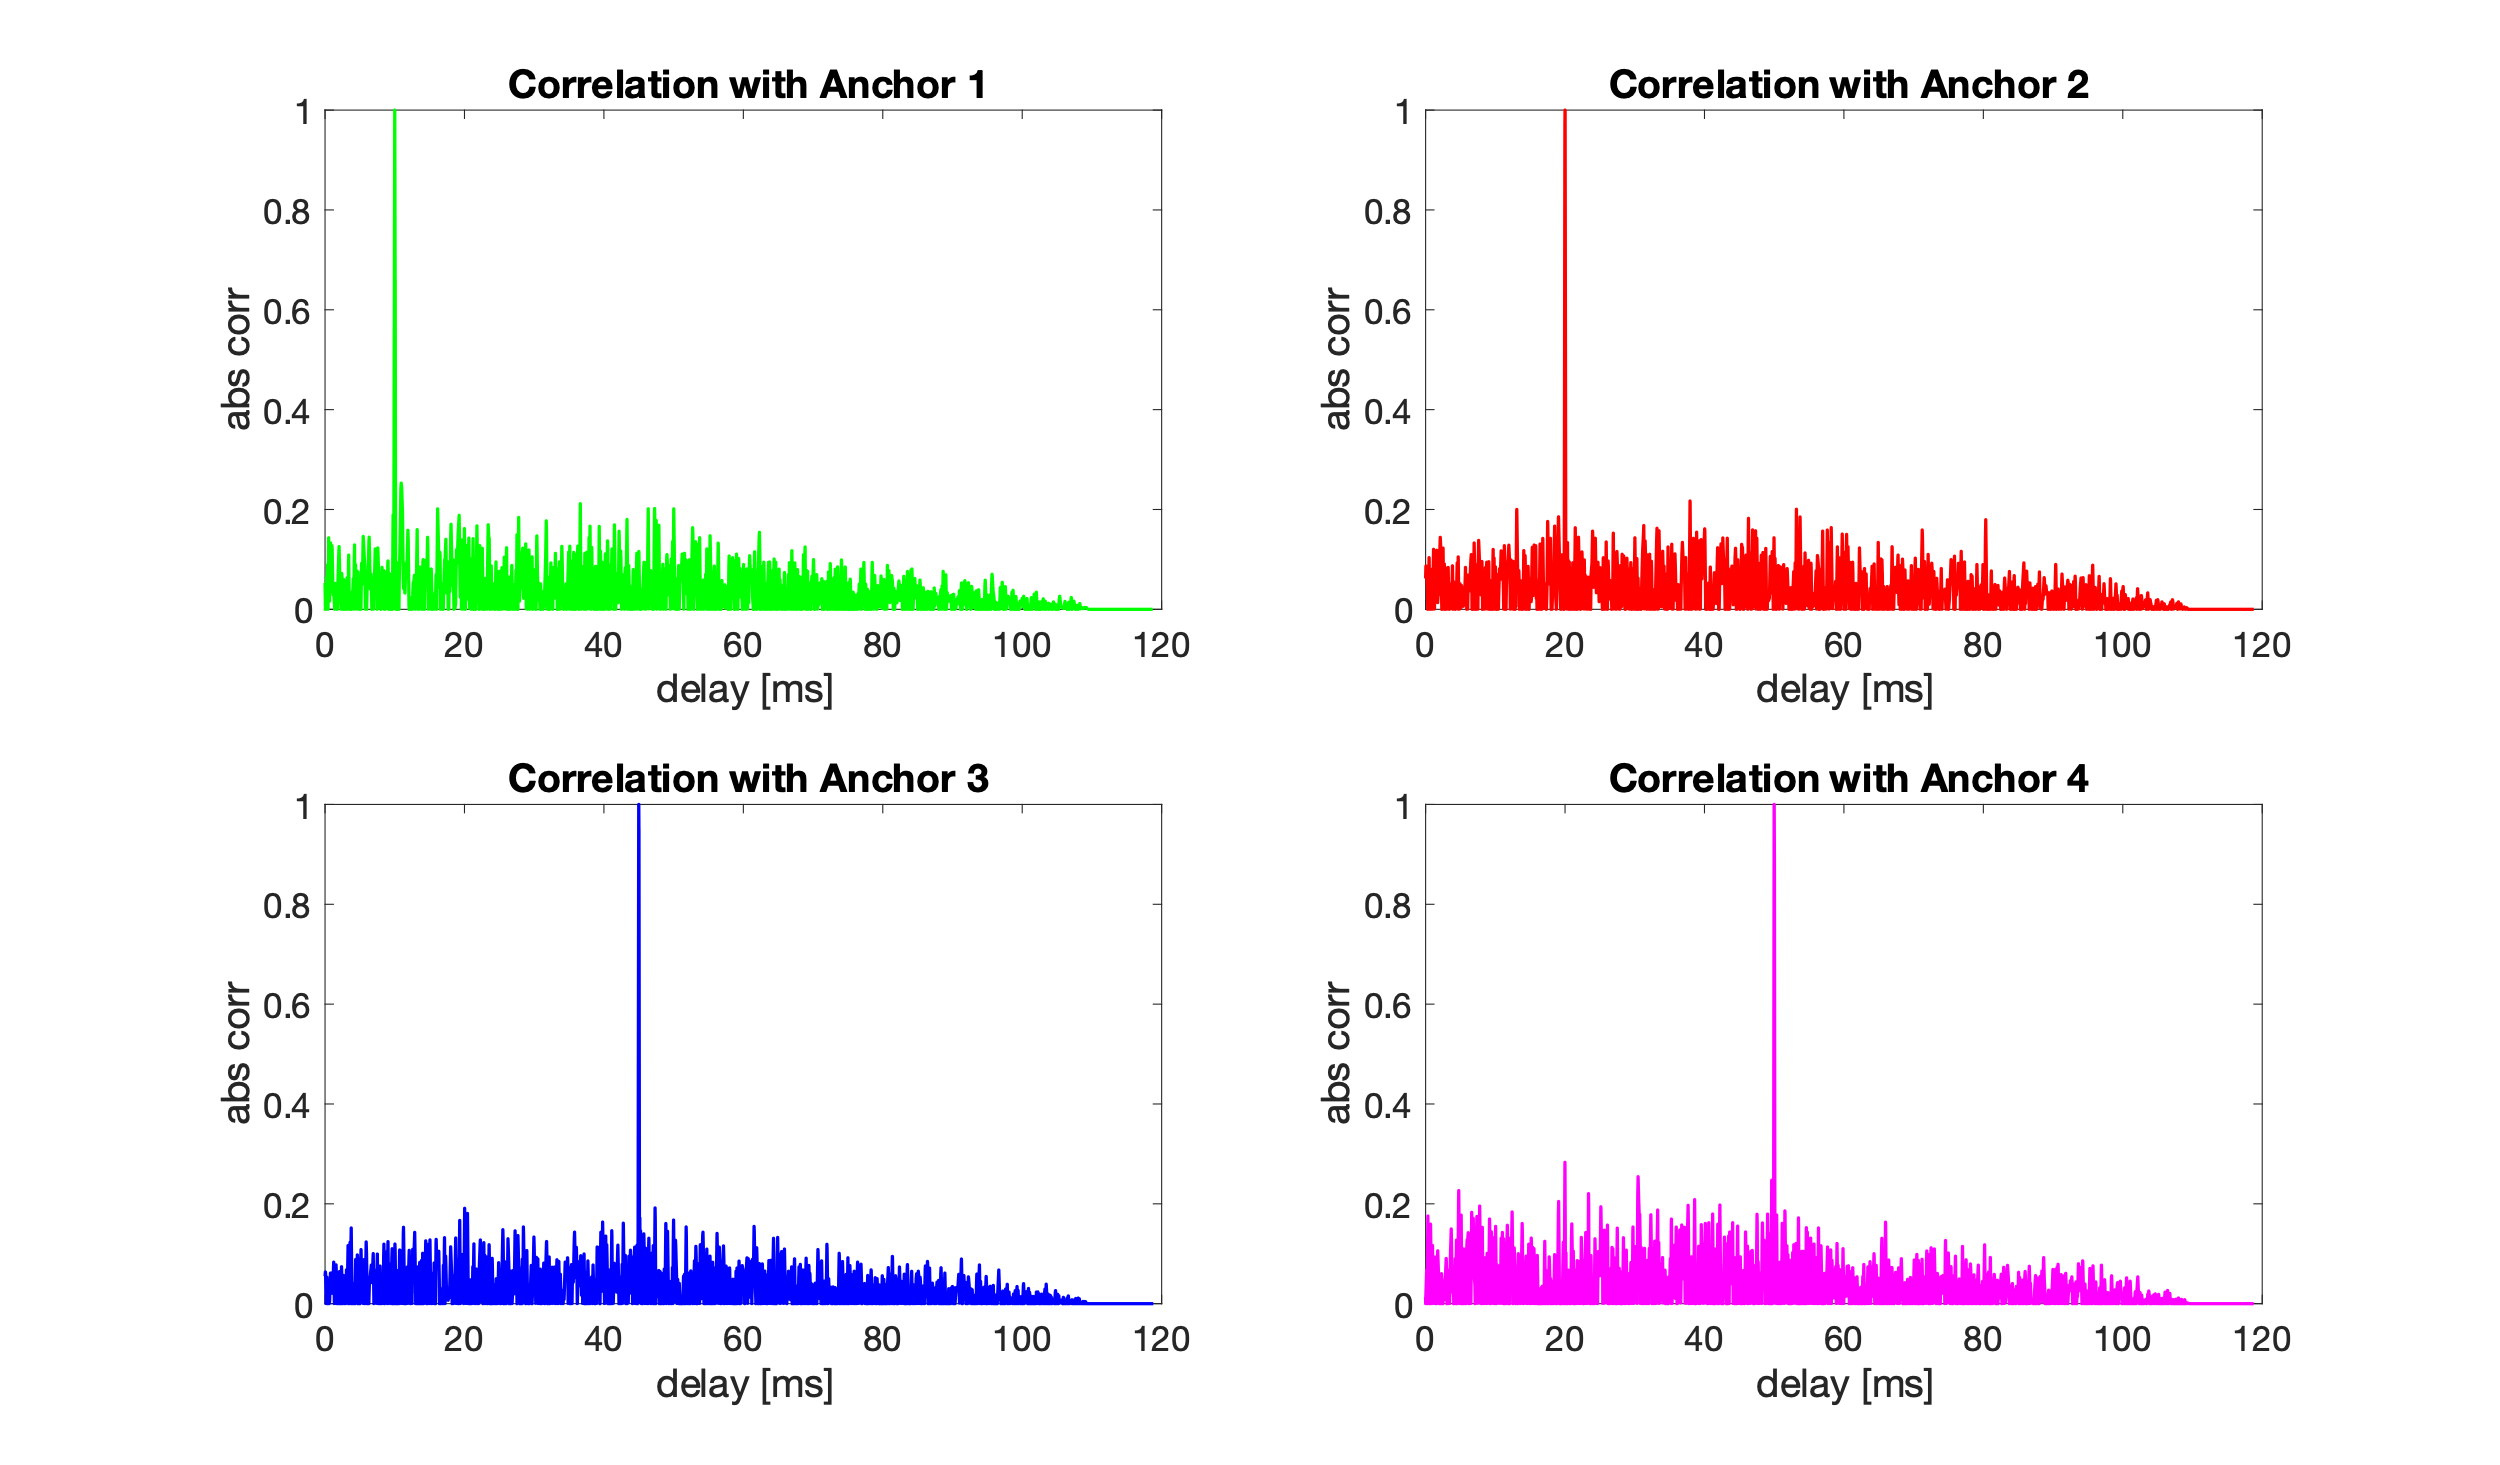 Correlation with Anchor 1
1
0.8
0.6
0.4
0.2
0
abs corr
0 20 40 60 80 100 120
delay [ms]
Correlation with Anchor 2
1
0.8
0.6
0.4
0.2
0
abs corr
0 20 40 60 80 100 120
delay [ms]
Correlation with Anchor 3
1
0.8
0.6
0.4
0.2
0
abs corr
0 20 40 60 80 100 120
delay [ms]
Correlation with Anchor 4
1
0.8
0.6
0.4
0.2
0
abs corr
0 20 40 60 80 100 120
delay [ms]